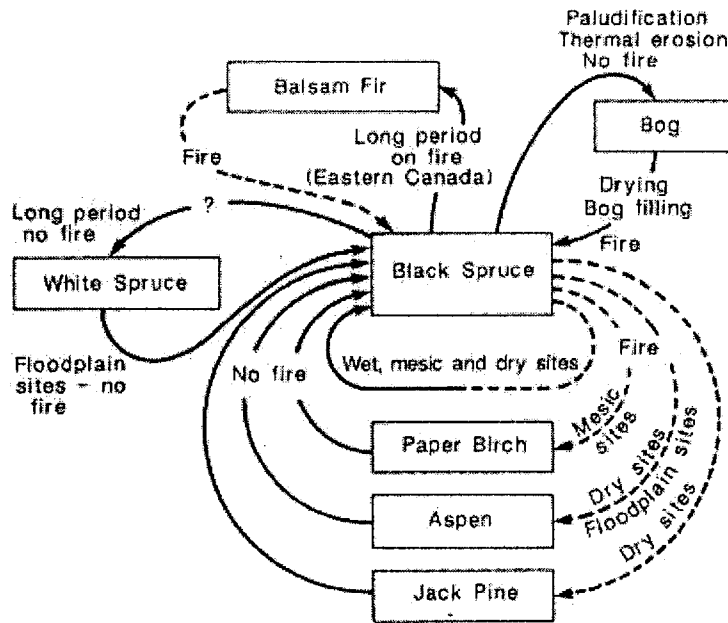 Paludification
Thermal erosion
No fire
Balsam Fir
Bog
Fire
Long period
on fire
(Eastern Canada)
Drying
Bog filling
Fire
?
Long period
no fire
White Spruce
Black Spruce
Floodplain
sites - no
fire
No fire
Wet, mesic and dry sites
Fire
Mesic
sites
Paper Birch
Dry sites
Floodplain sites
Dry sites
Aspen
Jack Pine